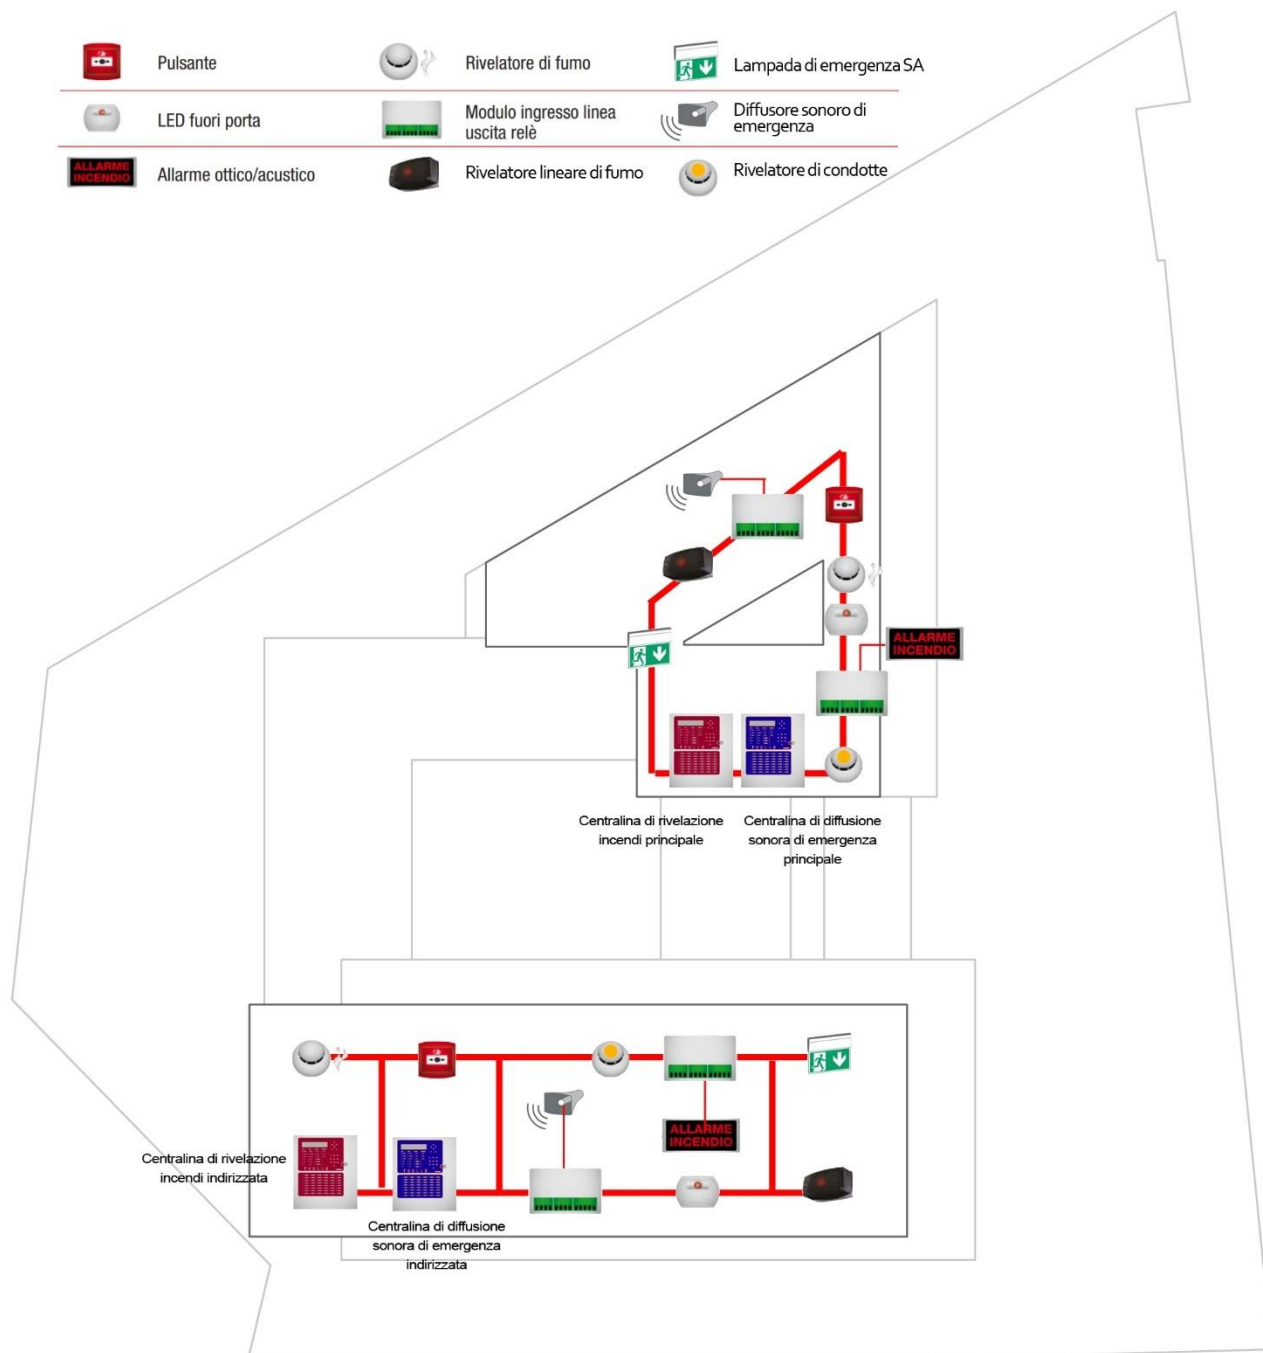 Pulsante
Rivelatore di fumo
Lampada di emergenza SA
LED fuori porta
Modulo ingresso linea
uscita relè
Diffusore sonoro di
emergenza
ALLARME
INCENDIO
Allarme ottico/acustico
Rivelatore lineare di fumo
Rivelatore di condotte
ALLARME
INCENDIO
Centralina di rivelazione
incendi principale
Centralina di diffusione
sonora di emergenza
principale
ALLARME
INCENDIO
Centralina di rivelazione
incendi indirizzata
Centralina di diffusione
sonora di emergenza
indirizzata